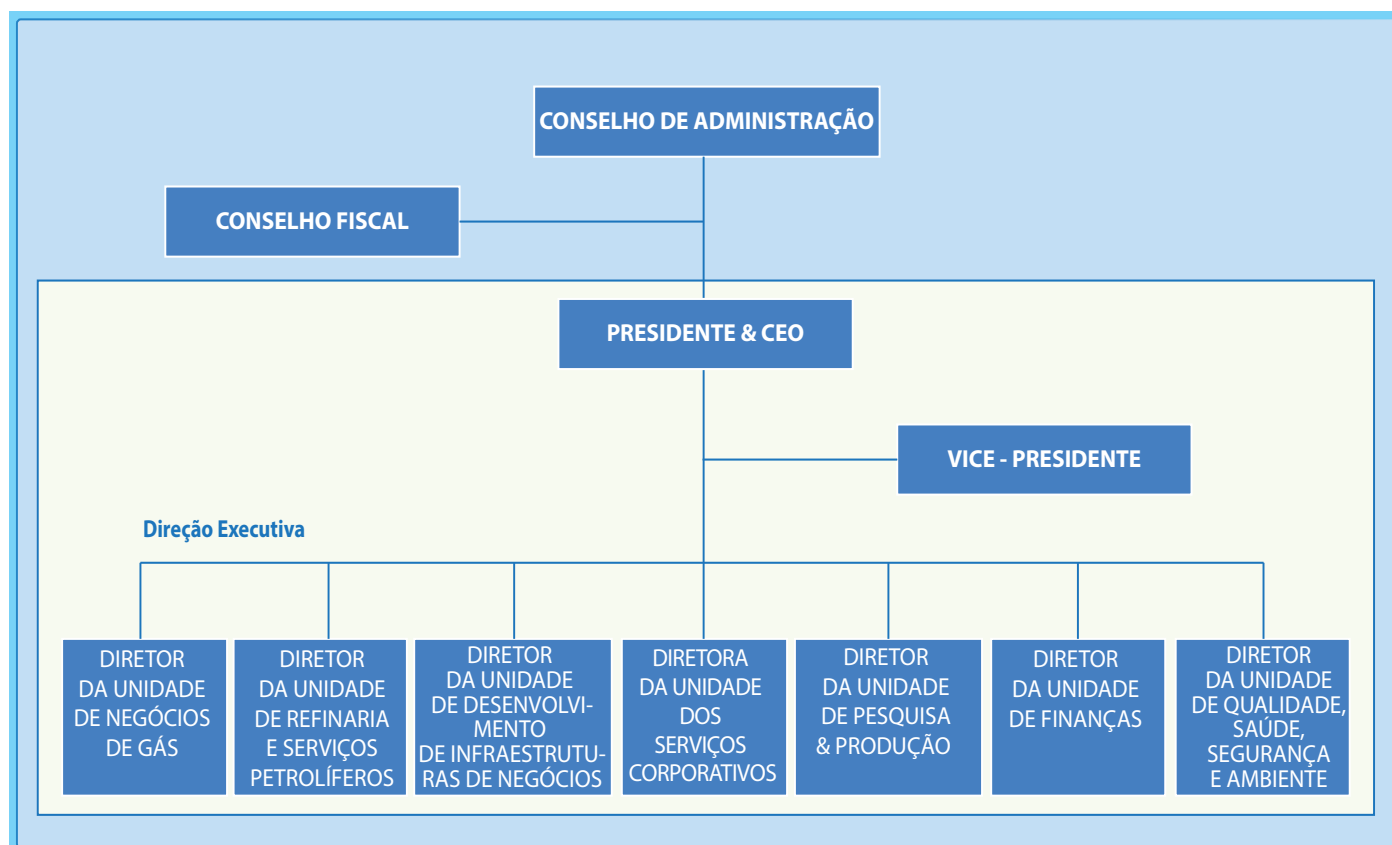 CONSELHO DE ADMINISTRAÇÃO
CONSELHO FISCAL
PRESIDENTE & CEO
VICE - PRESIDENTE
Direção Executiva
DIRETOR
DA UNIDADE
DE NEGÓCIOS
DE GÁS
DIRETOR
DA UNIDADE
DE REFINARIA
E SERVIÇOS
PETROLÍFEROS
DIRETOR
DA UNIDADE
DE DESENVOLVI-
MENTO
DE INFRAESTRUTU-
RAS DE NEGÓCIOS
DIRETORA
DA UNIDADE
DOS
SERVIÇOS
CORPORATIVOS
DIRETOR
DA UNIDADE
DE PESQUISA
& PRODUÇÃO
DIRETOR
DA UNIDADE
DE FINANÇAS
DIRETOR
DA UNIDADE
DE QUALIDADE,
SAÚDE,
SEGURANÇA
E AMBIENTE